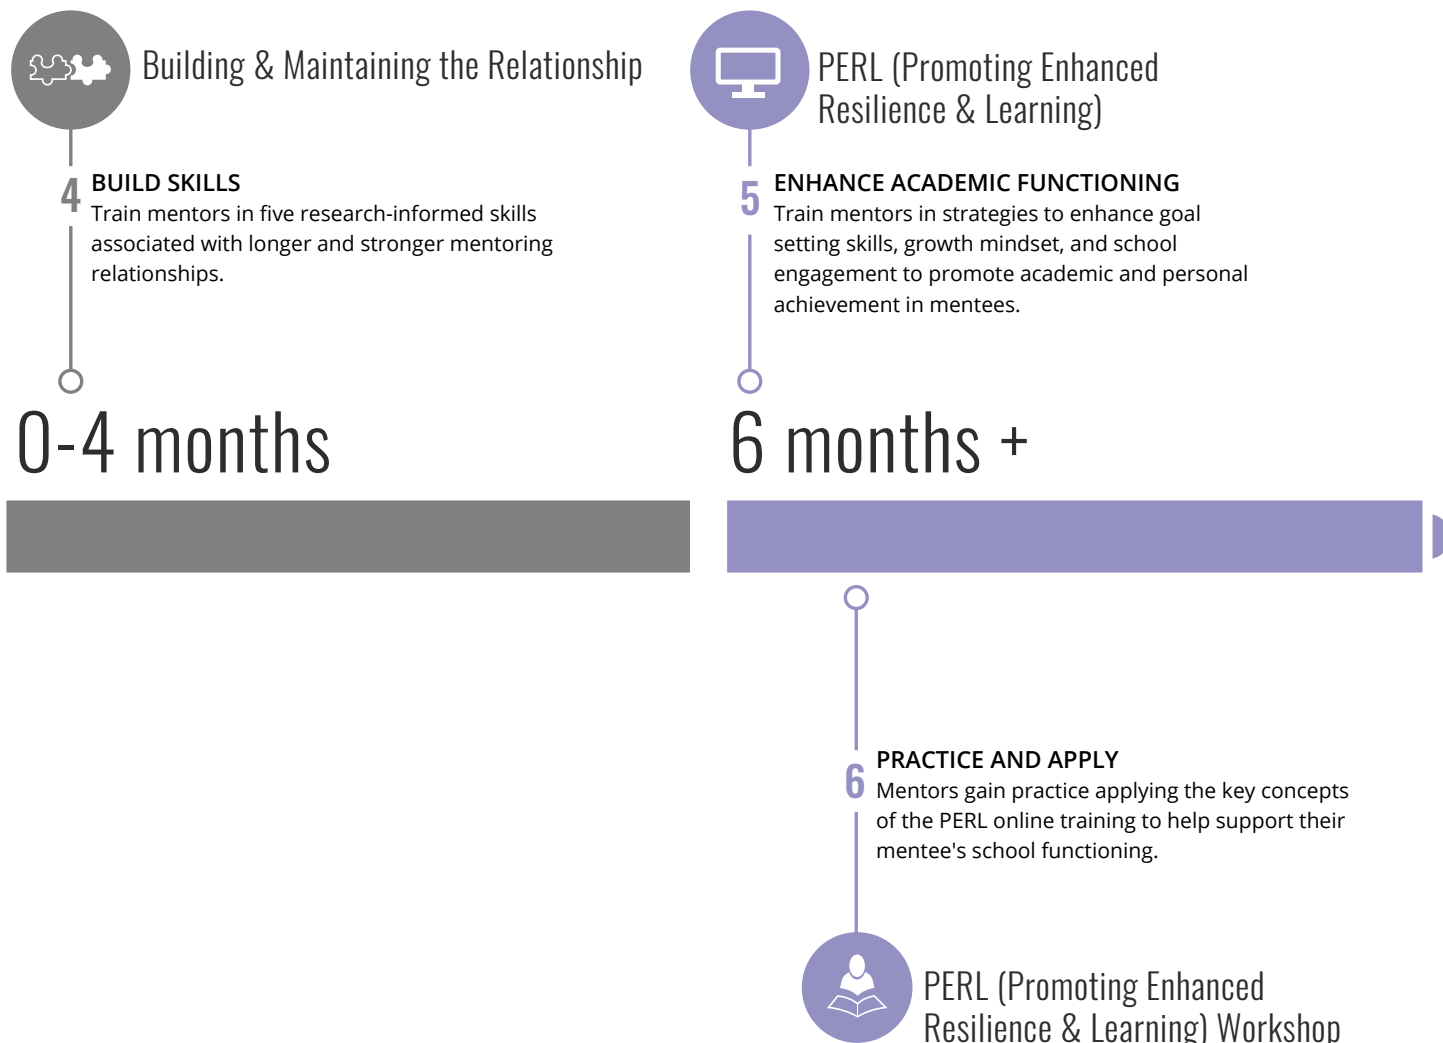 Building & Maintaining the Relationship
4
BUILD SKILLS
Train mentors in five research-informed skills
associated with longer and stronger mentoring
relationships.
0-4 months
PERL (Promoting Enhanced
Resilience & Learning)
5
ENHANCE ACADEMIC FUNCTIONING
Train mentors in strategies to enhance goal
setting skills, growth mindset, and school
engagement to promote academic and personal
achievement in mentees.
6 months +
6
PRACTICE AND APPLY
Mentors gain practice applying the key concepts
of the PERL online training to help support their
mentee's school functioning.
PERL (Promoting Enhanced
Resilience & Learning) Workshop